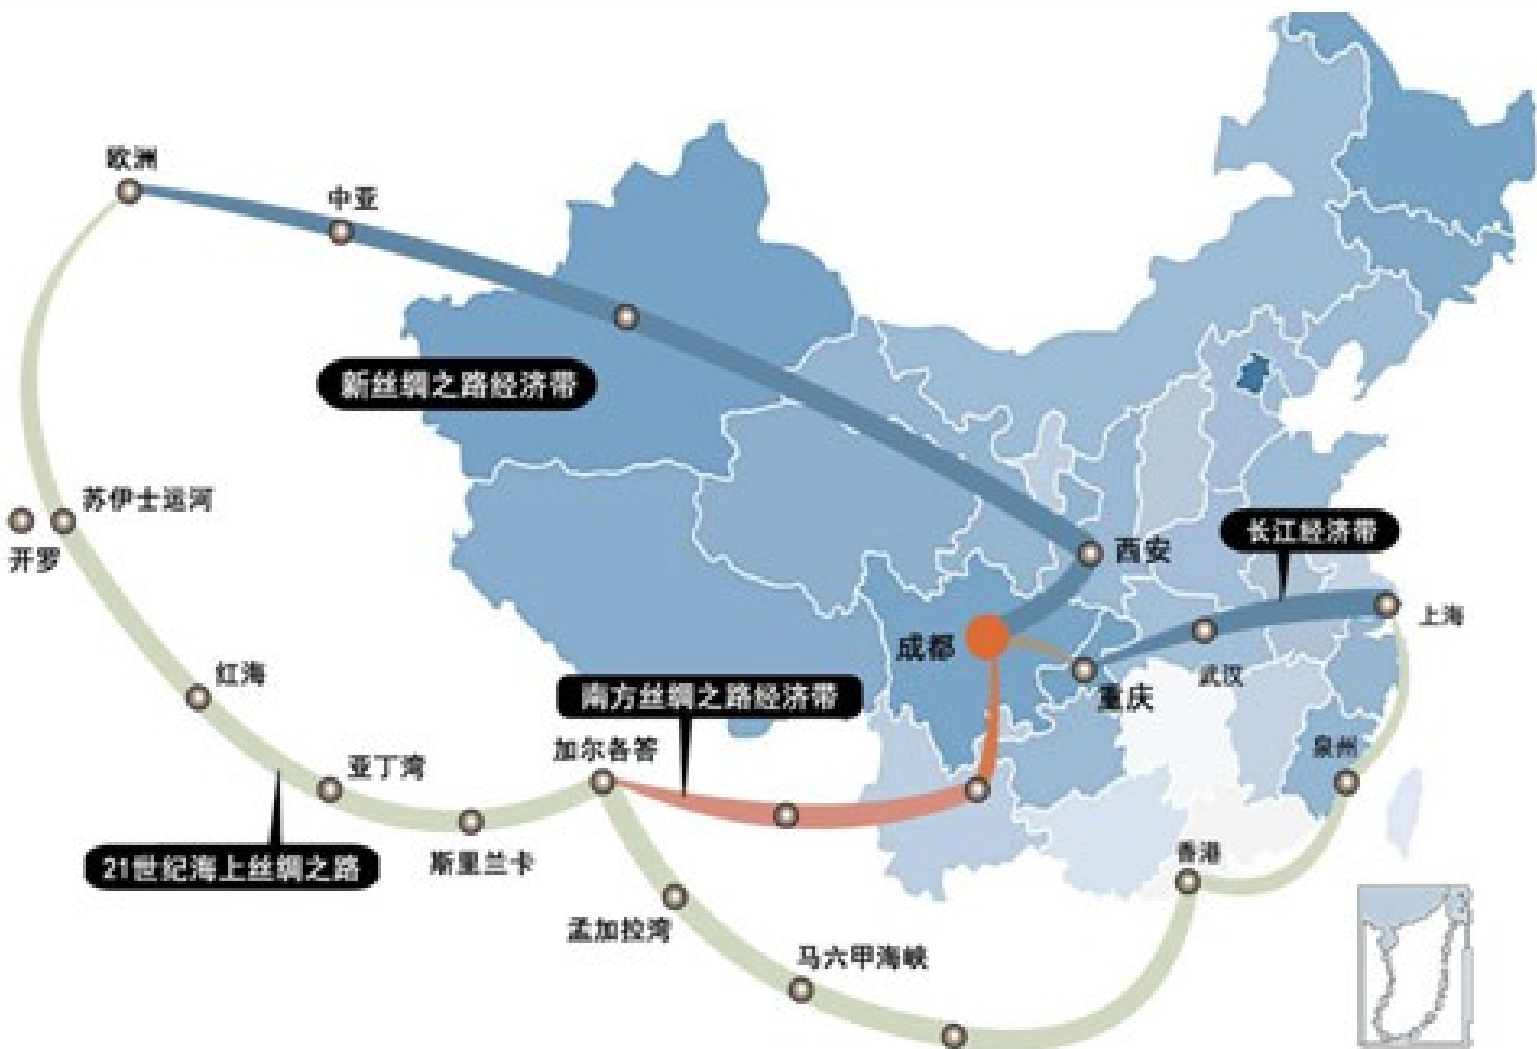 欧洲
中亚
新丝绸之路经济带
苏伊士运河
开罗
长江经济带
西安
上海
成都
红海
武汉
南方丝绸之路经济带
重庆
加尔各答
泉州
亚丁湾
21世纪海上丝绸之路
斯里兰卡
香港
孟加拉湾
马六甲海峡